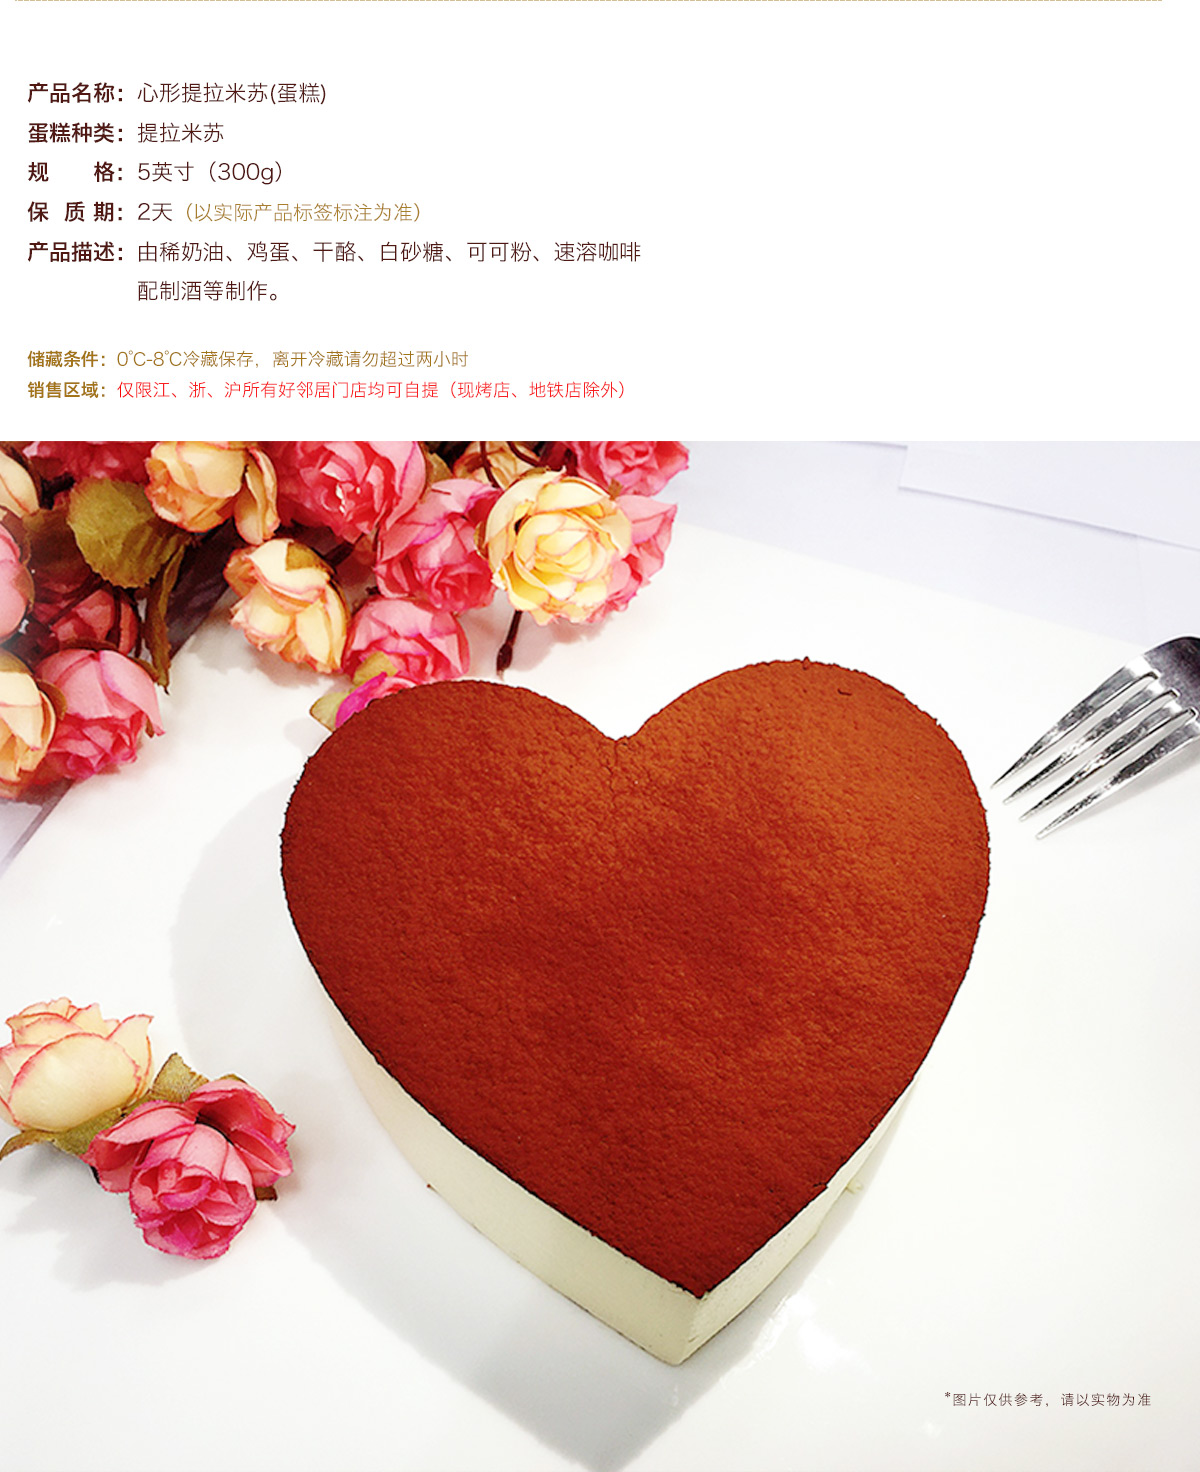 产品名称：心形提拉米苏(蛋糕)
蛋糕种类：提拉米苏
规　　格：5英寸（300g）
保 质 期：2天（以实际产品标签标注为准）
产品描述：由稀奶油、鸡蛋、干酪、白砂糖、可可粉、速溶咖啡
配制酒等制作。
储藏条件：0℃-8℃冷藏保存，离开冷藏请勿超过两小时
销售区域：仅限江、浙、沪所有好邻居门店均可自提（现烤店、地铁店除外）
*图片仅供参考，请以实物为准